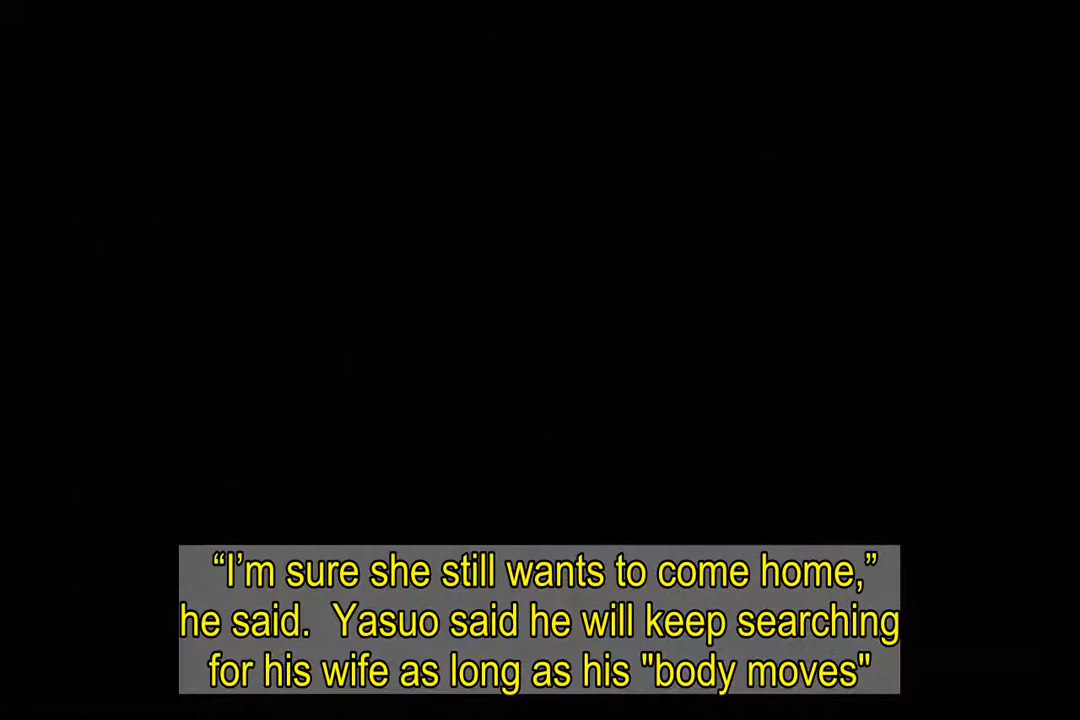 “I’m sure she still wants to come home,”
he said.  Yasuo said he will keep searching
for his wife as long as his "body moves"